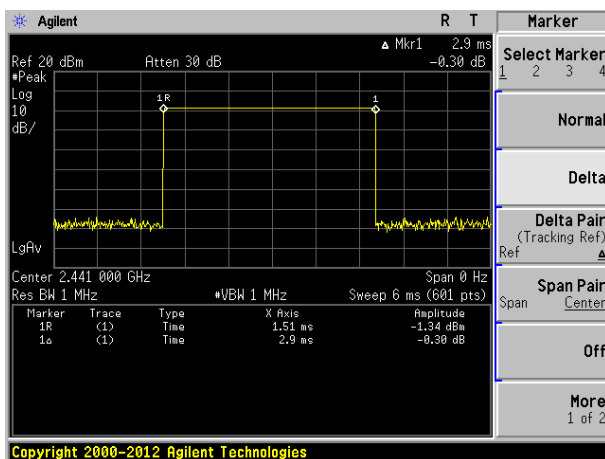 Agilent R T
Marker
Δ Mkr1 2.9 ms
Ref 20 dBm Atten 30 dB -0.30 dB
#Peak
Log
10
dB/
1R 1
LgAv
Center 2.441 000 GHz Span 0 Hz
Res BW 1 MHz #VBW 1 MHz Sweep 6 ms (601 pts)
Marker Trace Type X Axis Amplitude
1R (1) Time 1.51 ms -1.34 dBm
1Δ (1) Time 2.9 ms -0.30 dB
Select Marker
1 2 3 4
Normal
Delta
Delta Pair
(Tracking Ref)
Ref Δ
Span Pair
Span Center
Off
More
1 of 2
Copyright 2000-2012 Agilent Technologies